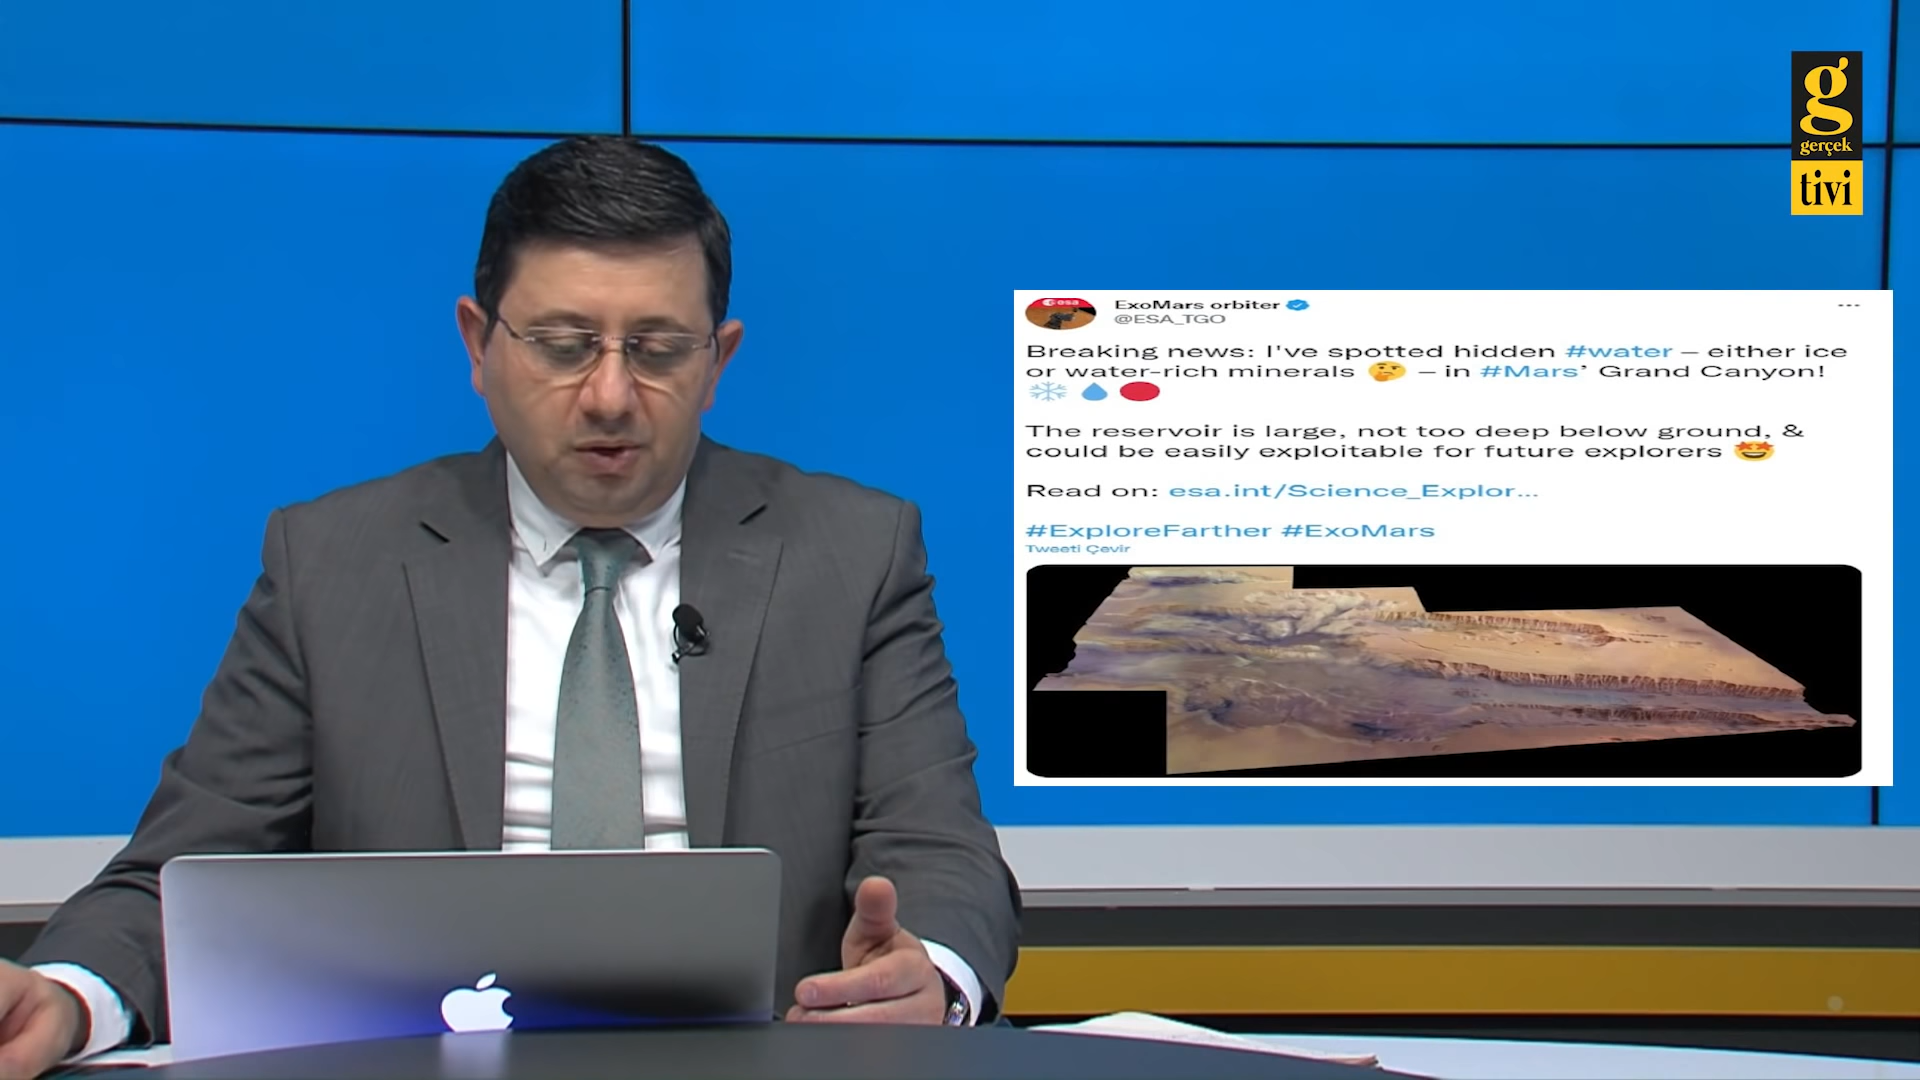 g
gerçek
tivi
esa
ExoMars orbiter
@ESA_TGO
Breaking news: I've spotted hidden #water – either ice
or water-rich minerals 🤔 – in #Mars’ Grand Canyon!
❄️ 💧 🔴
The reservoir is large, not too deep below ground, &
could be easily exploitable for future explorers 🤩
Read on: esa.int/Science_Explor...
#ExploreFarther #ExoMars
Tweeti Çevir